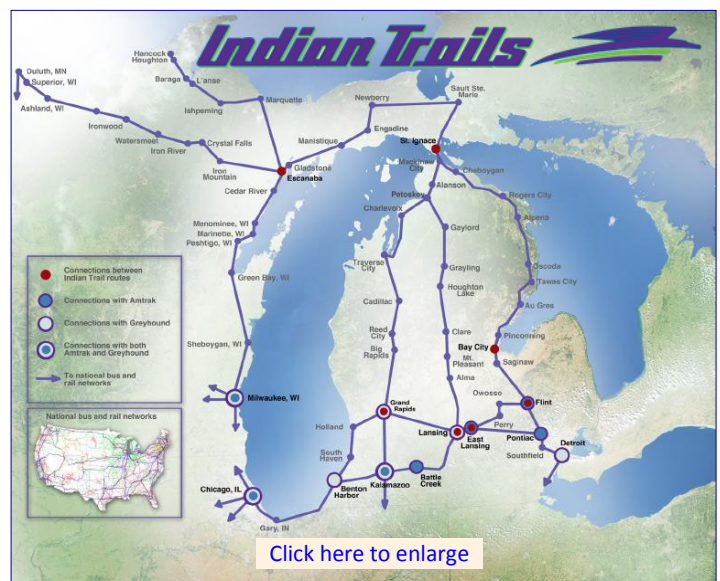 Indian Trails
Hancock
Houghton
Duluth, MN
Superior, WI
Baraga
L'anse
Ashland, WI
Ishpeming
Marquette
Newberry
Sault Ste.
Marie
Ironwood
Watersmeet
Crystal Falls
Iron River
Manistique
Engadine
St. Ignace
Mackinaw
City
Cheboygan
Iron
Mountain
Gladstone
Escanaba
Cedar River
Alanson
Petoskey
Rogers City
Charlevoix
Alpena
Menominee, WI
Marinette, WI
Peshtigo, WI
Gaylord
Traverse
City
Grayling
Oscoda
Tawas City
Green Bay, WI
Houghton
Lake
Cadillac
Au Gres
Connections between
Indian Trail routes
Connections with Amtrak
Connections with Greyhound
Connections with both
Amtrak and Greyhound
To national bus and
rail networks
Sheboygan, WI
Reed
City
Big
Rapids
Clare
Mt.
Pleasant
Pinconning
Bay City
Saginaw
Alma
Milwaukee, WI
Owosso
Flint
Grand
Rapids
Perry
National bus and rail networks
Holland
Lansing
East
Lansing
Pontiac
Detroit
Southfield
South
Haven
Battle
Creek
Benton
Harbor
Kalamazoo
Chicago, IL
Gary, IN
Click here to enlarge